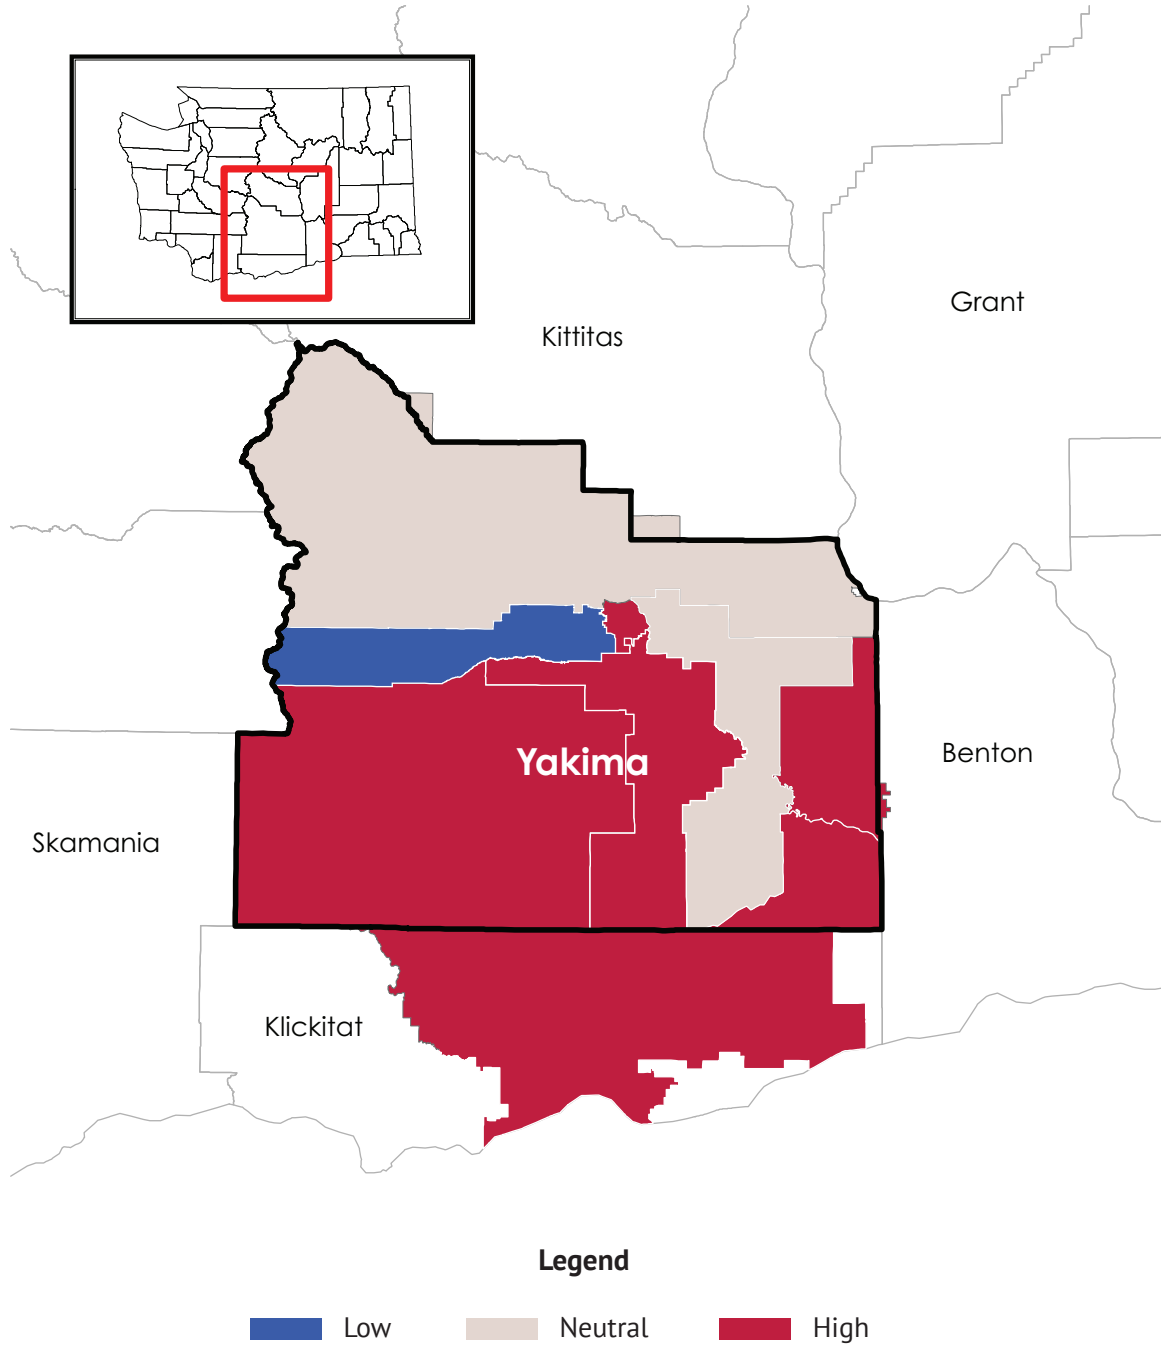 Kittitas
Grant
Yakima
Benton
Skamania
Klickitat
Legend
Low
Neutral
High